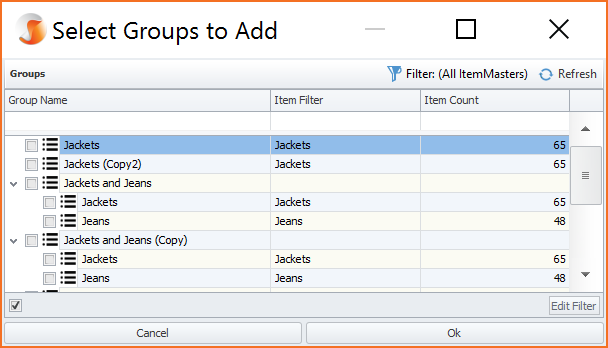 Select Groups to Add
Groups Filter: (All ItemMasters) Refresh
Group Name Item Filter Item Count
Jackets Jackets 65
Jackets (Copy2) Jackets 65
Jackets and Jeans
Jackets Jackets 65
Jeans Jeans 48
Jackets and Jeans (Copy)
Jackets Jackets 65
Jeans Jeans 48
Edit Filter
Cancel Ok